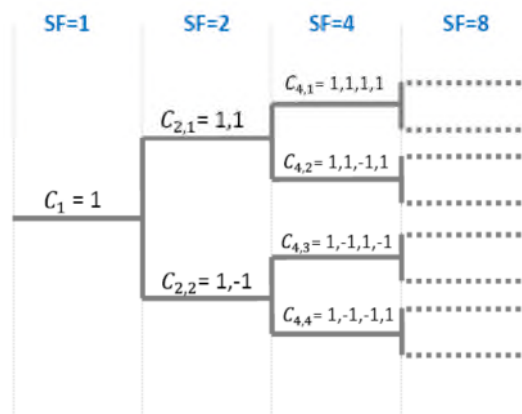 SF=1 SF=2 SF=4 SF=8
C4,1= 1,1,1,1
C2,1= 1,1
C4,2= 1,1,-1,1
C1 = 1
C4,3= 1,-1,1,-1
C2,2= 1,-1
C4,4= 1,-1,-1,1